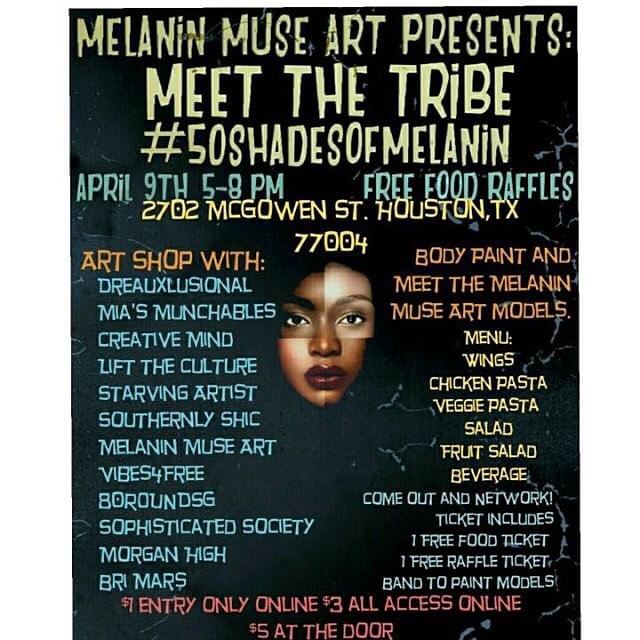 MELANIN MUSE ART PRESENTS:
MEET THE TRIBE
#50SHADESOFMELANIN
APRIL 9TH 5-8 PM FREE FOOD RAFFLES
2702 MCGOWEN ST. HOUSTON,TX
77004
ART SHOP WITH:
DREAUXLUSIONAL
MIA'S MUNCHABLES
CREATIVE MIND
LIFT THE CULTURE
STARVING ARTIST
SOUTHERNLY SHIC
MELANIN MUSE ART
VIBES4FREE
BOROUNDSG
SOPHISTICATED SOCIETY
MORGAN HIGH
BRI MARS
BODY PAINT AND
MEET THE MELANIN
MUSE ART MODELS.
MENU:
WINGS
CHICKEN PASTA
VEGGIE PASTA
SALAD
FRUIT SALAD
BEVERAGE
COME OUT AND NETWORK!
TICKET INCLUDES
1 FREE FOOD TICKET
1 FREE RAFFLE TICKET
BAND TO PAINT MODELS
$1 ENTRY ONLY ONLINE $3 ALL ACCESS ONLINE
$5 AT THE DOOR